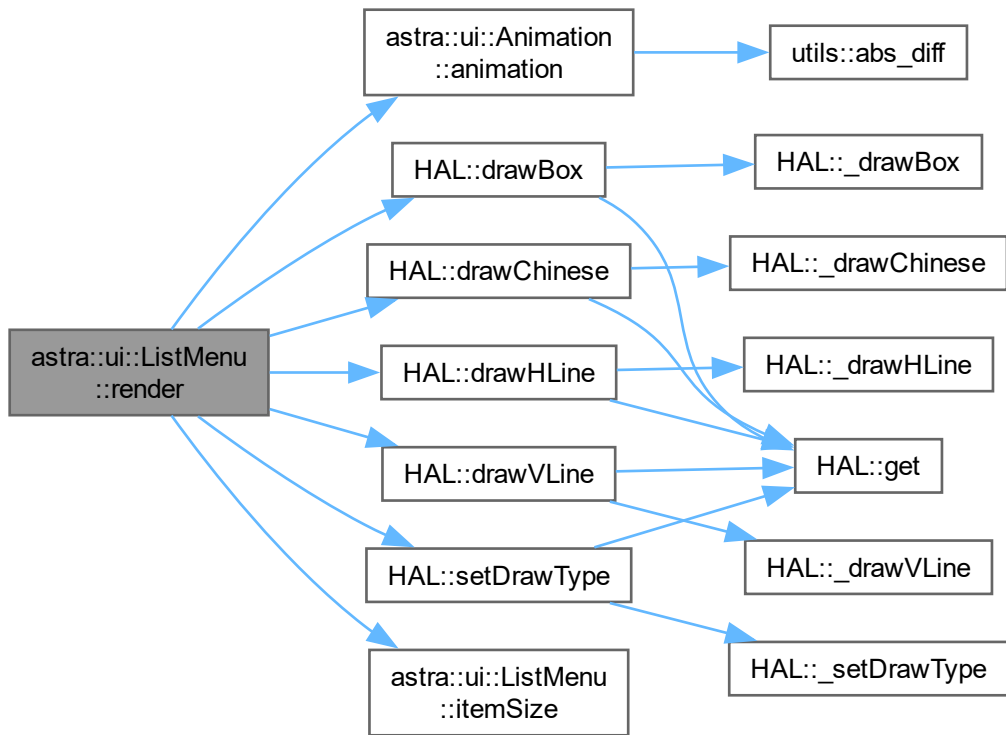 astra::ui::ListMenu
::render
astra::ui::Animation
::animation
HAL::drawBox
HAL::drawChinese
HAL::drawHLine
HAL::drawVLine
HAL::setDrawType
astra::ui::ListMenu
::itemSize
utils::abs_diff
HAL::_drawBox
HAL::_drawChinese
HAL::_drawHLine
HAL::get
HAL::_drawVLine
HAL::_setDrawType